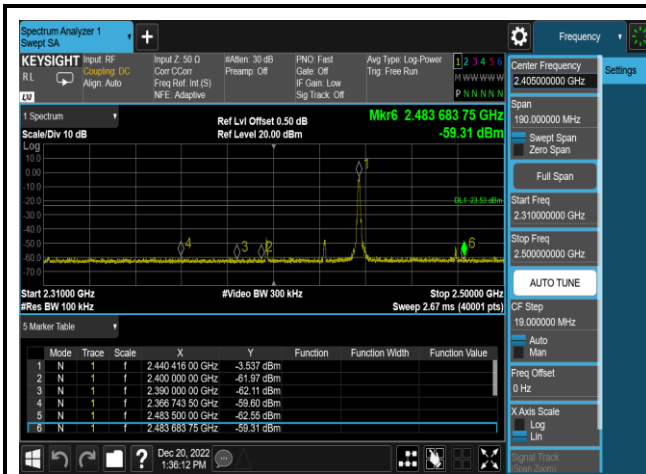 Spectrum Analyzer 1
Swept SA
Frequency
KEYSIGHT
RL
LXI
Input: RF
Coupling: DC
Align: Auto
Input Z: 50 Ω
Corr CCorr
Freq Ref: Int (S)
NFE: Adaptive
#Atten: 30 dB
Preamp: Off
PNO: Fast
Gate: Off
IF Gain: Low
Sig Track: Off
Avg Type: Log-Power
Trig: Free Run
1 2 3 4 5 6
M W W W W W
P N N N N N
1 Spectrum
Scale/Div 10 dB
Ref Lvl Offset 0.50 dB
Ref Level 20.00 dBm
Mkr6 2.483 683 75 GHz
-59.31 dBm
Log
10.0
0.00
-10.0
-20.0
-30.0
-40.0
-50.0
-60.0
-70.0
1
DL1 -23.53 dBm
4
3
2
6
Start 2.31000 GHz
#Res BW 100 kHz
#Video BW 300 kHz
Stop 2.50000 GHz
Sweep 2.67 ms (40001 pts)
5 Marker Table
Mode Trace Scale X Y Function Function Width Function Value
1 N 1 f 2.440 416 00 GHz -3.537 dBm
2 N 1 f 2.400 000 00 GHz -61.97 dBm
3 N 1 f 2.390 000 00 GHz -62.11 dBm
4 N 1 f 2.366 743 50 GHz -59.60 dBm
5 N 1 f 2.483 500 00 GHz -62.55 dBm
6 N 1 f 2.483 683 75 GHz -59.31 dBm
Dec 20, 2022
1:36:12 PM
Center Frequency
2.405000000 GHz
Settings
Span
190.000000 MHz
Swept Span
Zero Span
Full Span
Start Freq
2.310000000 GHz
Stop Freq
2.500000000 GHz
AUTO TUNE
CF Step
19.000000 MHz
Auto
Man
Freq Offset
0 Hz
X Axis Scale
Log
Lin
Signal Track
(Span Zoom)